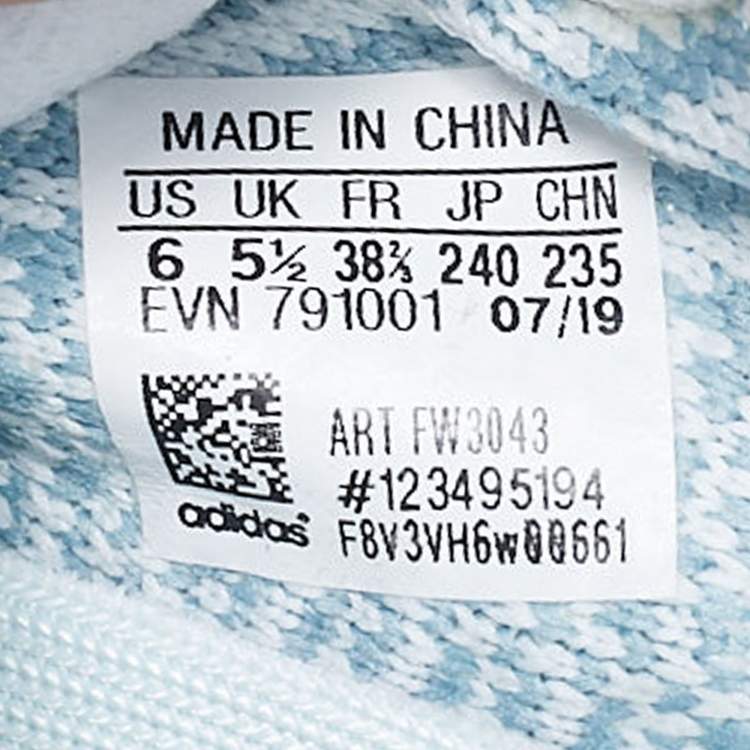 MADE IN CHINA
US UK FR JP CHN
6 5½ 38⅔ 240 235
EVN 791001 07/19
ART FW3043
#123495194
F8V3VH6w00661
adidas